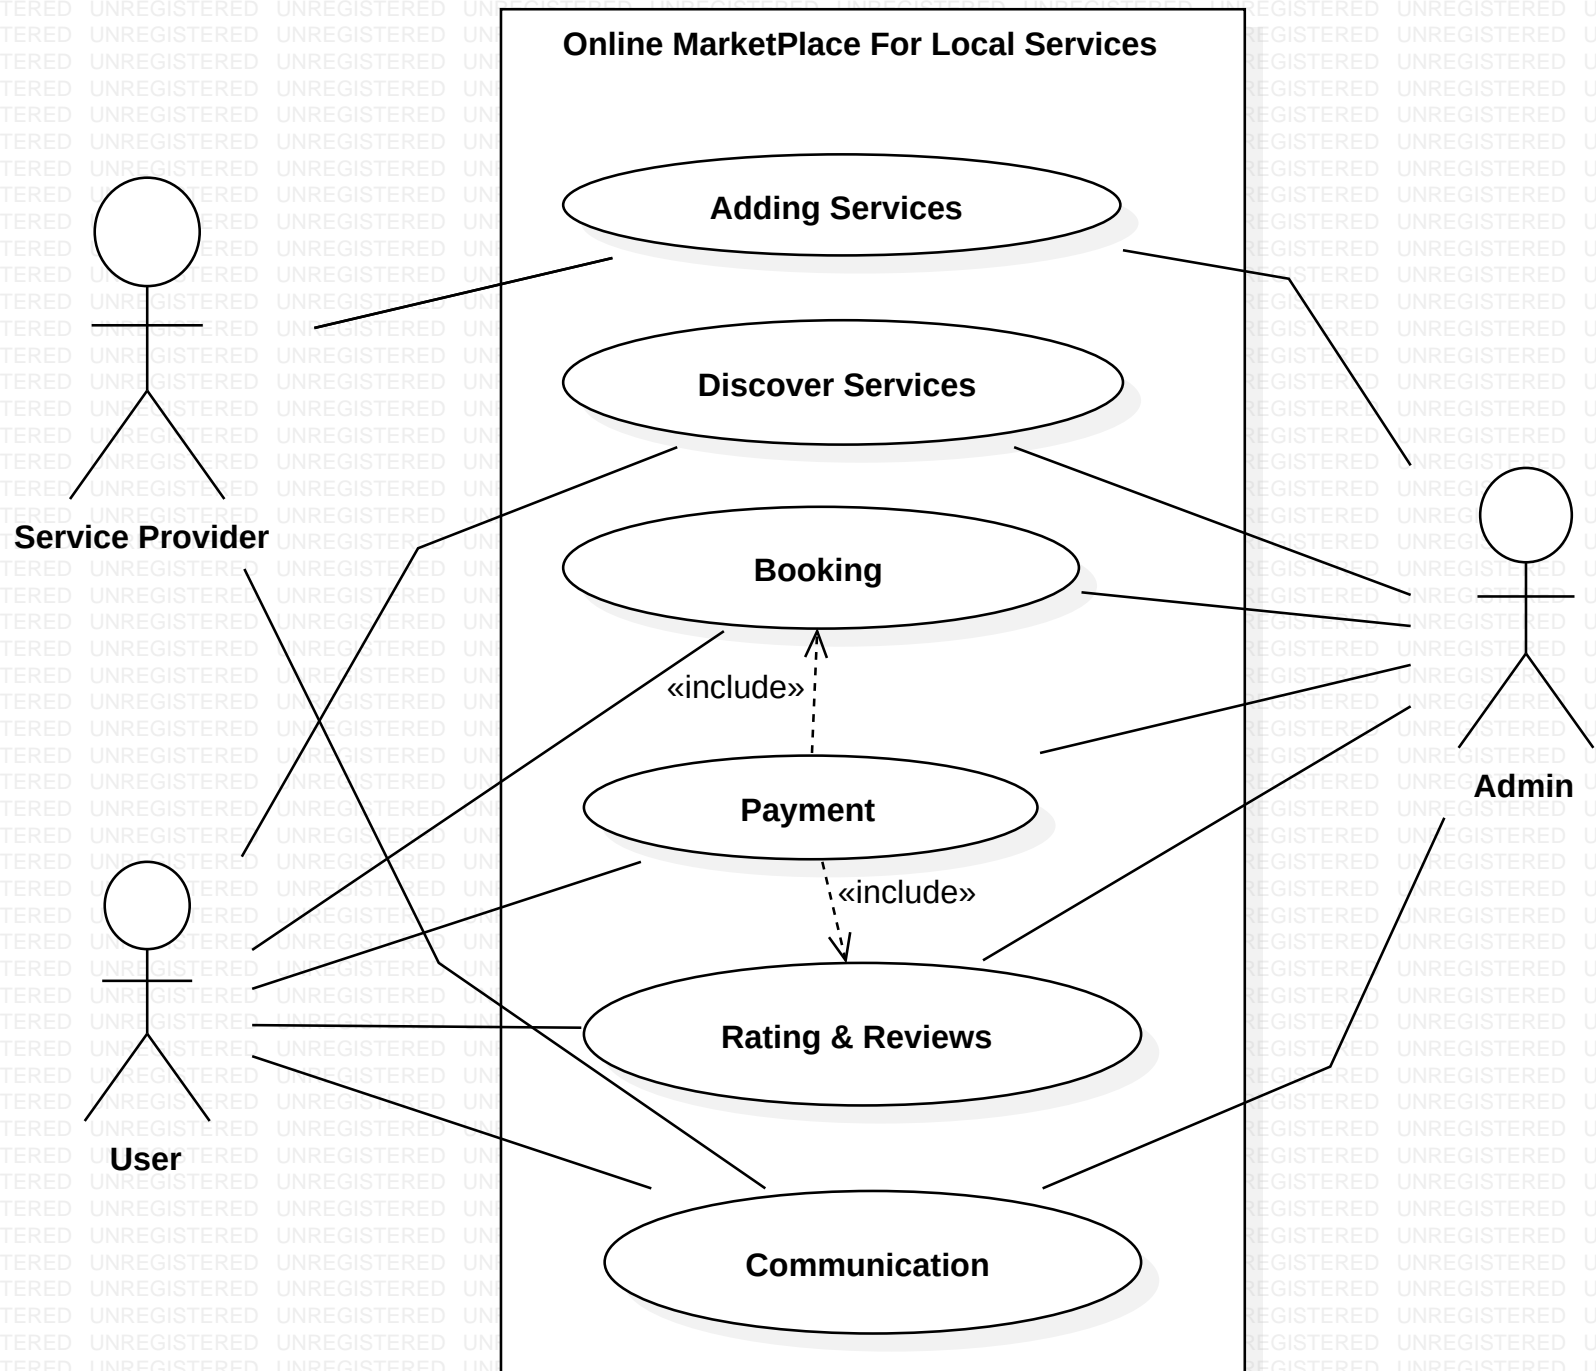 Online MarketPlace For Local Services
Adding Services
Discover Services
Service Provider
Booking
«include»
Admin
Payment
«include»
Rating & Reviews
User
Communication
UNREGISTERED